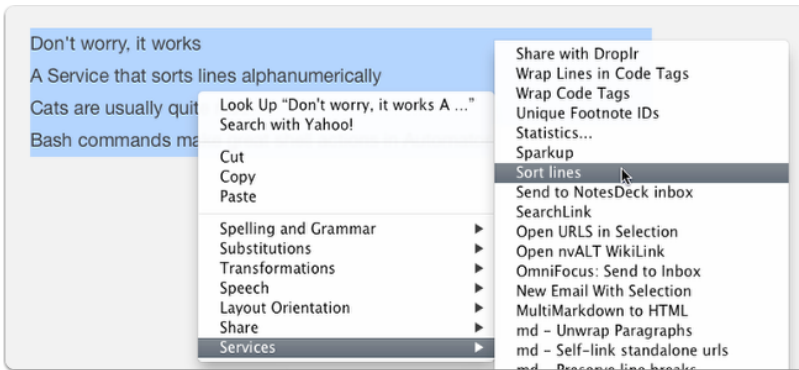 Don't worry, it works
A Service that sorts lines alphanumerically
Cats are usually quit
Bash commands ma
Look Up “Don't worry, it works A ...”
Search with Yahoo!
Cut
Copy
Paste
Spelling and Grammar
Substitutions
Transformations
Speech
Layout Orientation
Share
Services
Share with Droplr
Wrap Lines in Code Tags
Wrap Code Tags
Unique Footnote IDs
Statistics...
Sparkup
Sort lines
Send to NotesDeck inbox
SearchLink
Open URLS in Selection
Open nvALT WikiLink
OmniFocus: Send to Inbox
New Email With Selection
MultiMarkdown to HTML
md - Unwrap Paragraphs
md - Self-link standalone urls
md - Preserve line breaks